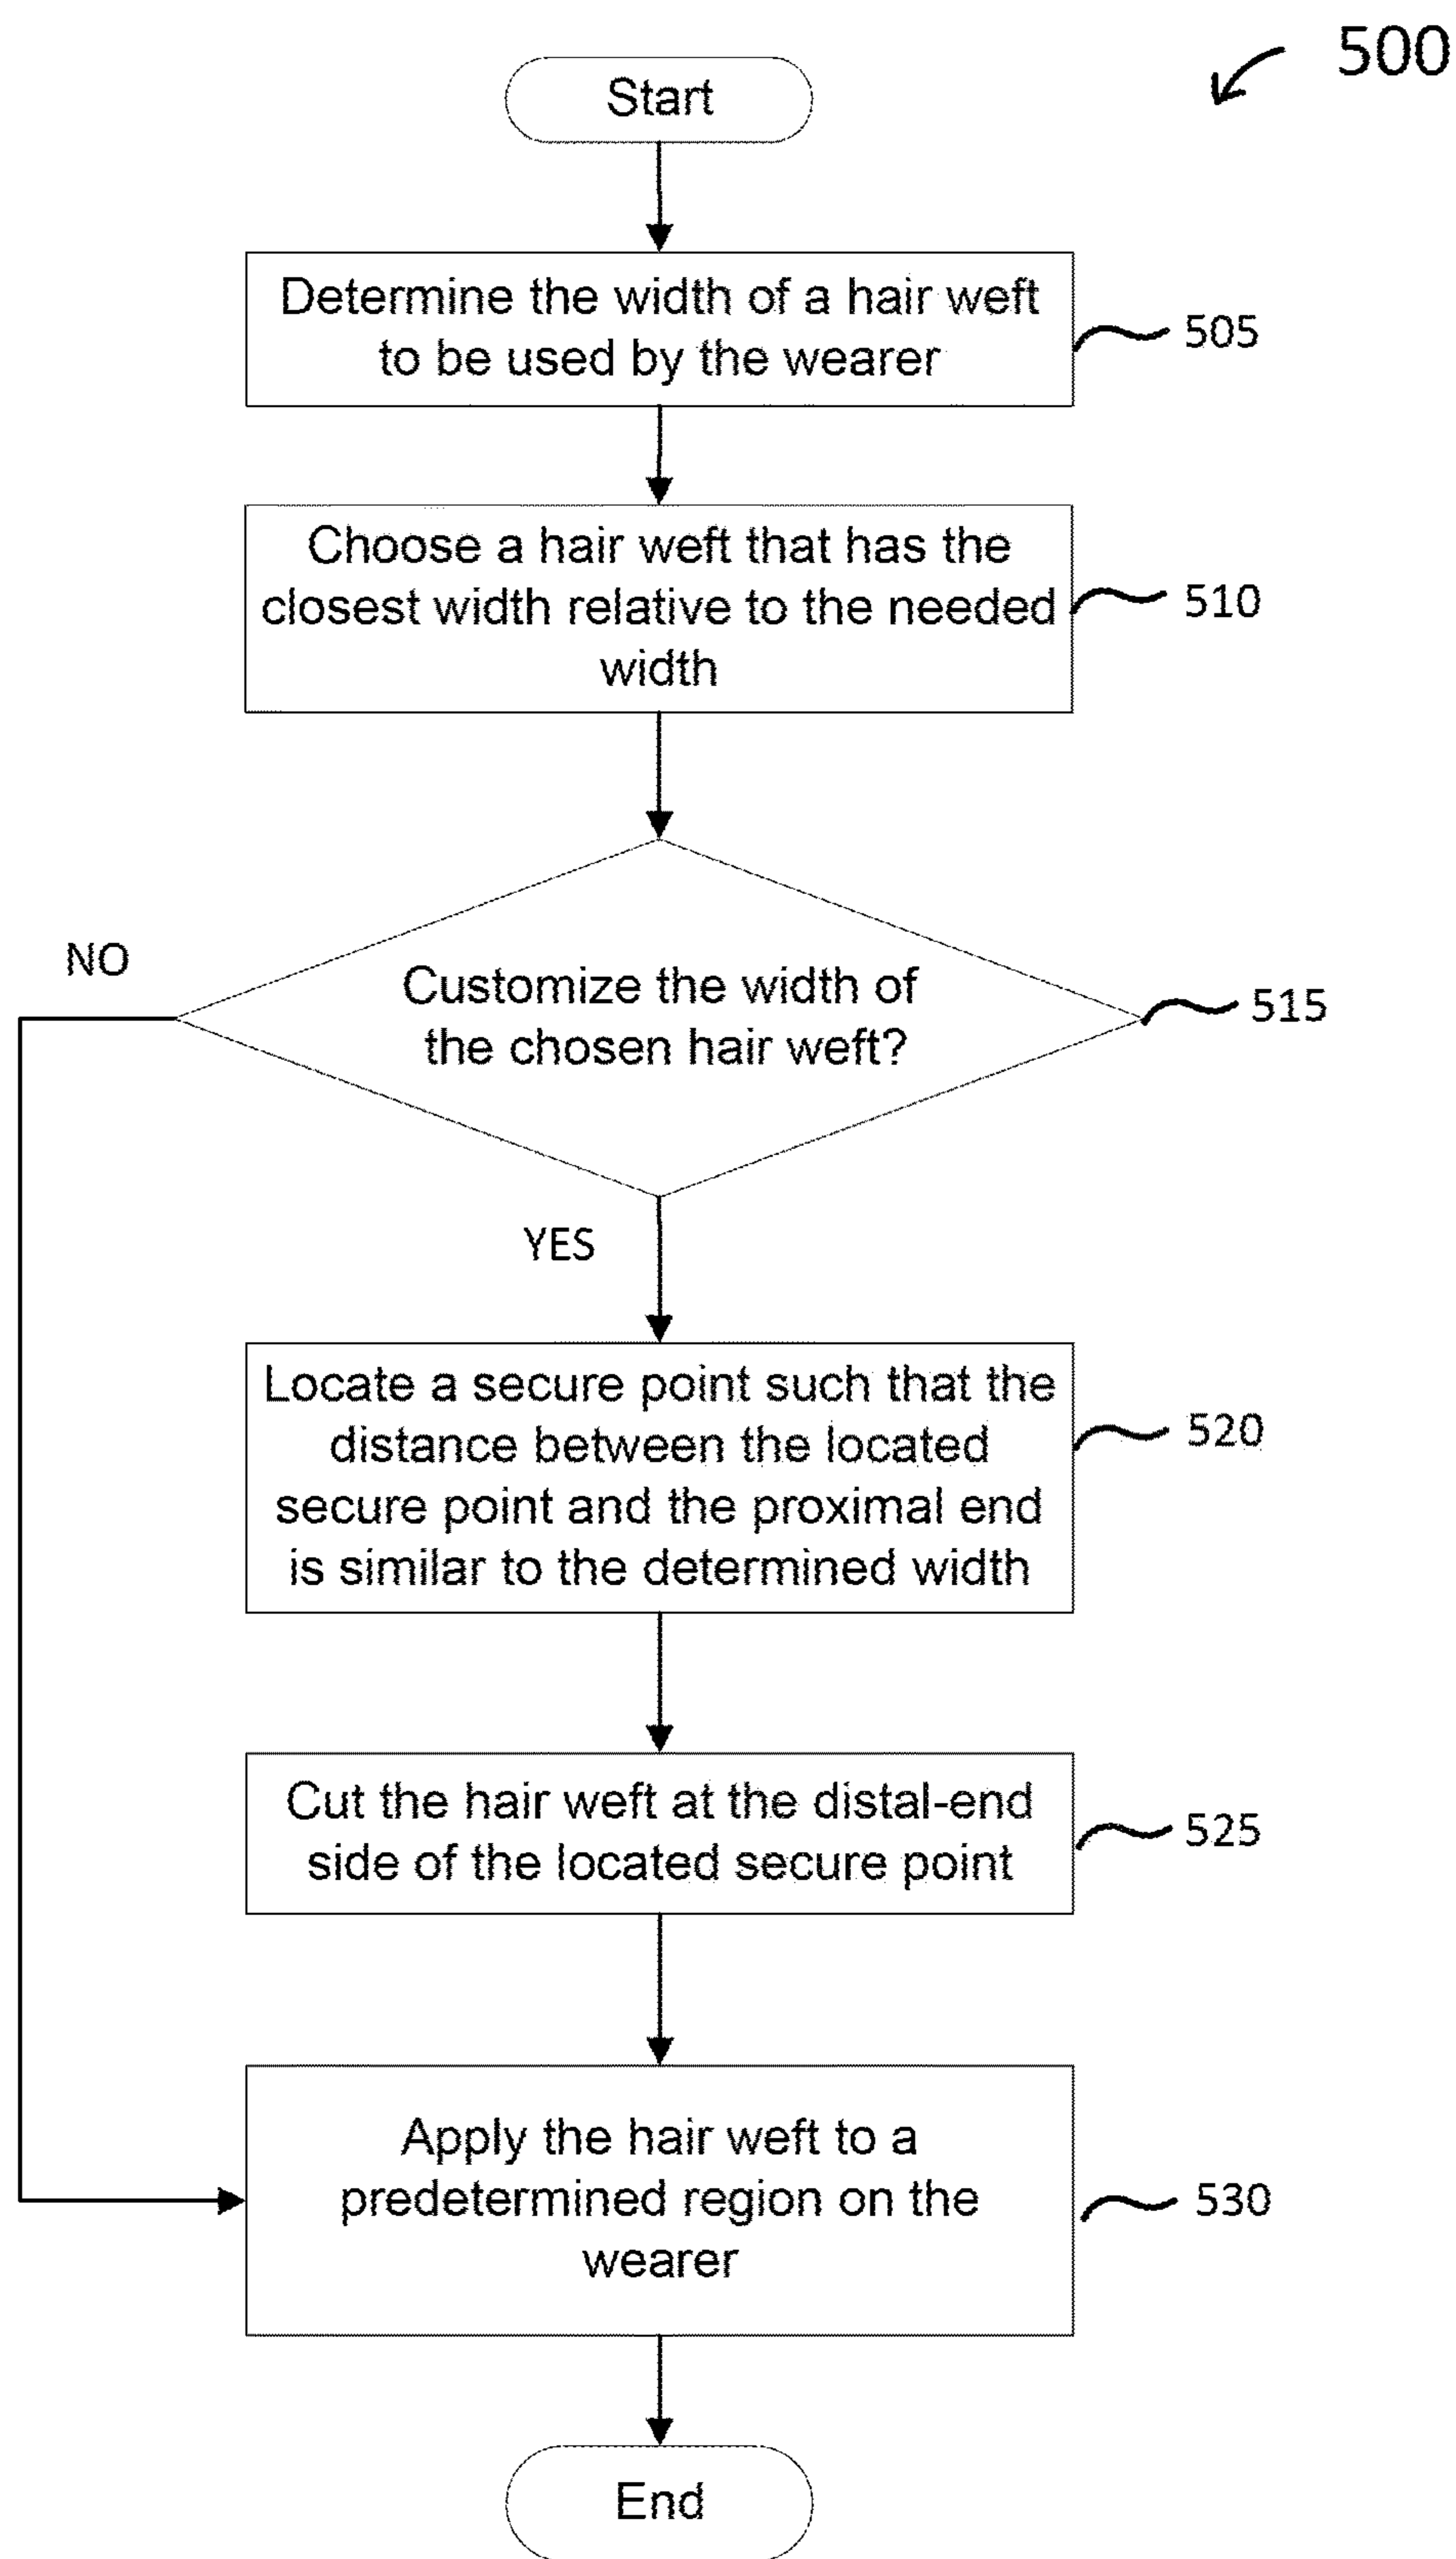 500
Start
Determine the width of a hair weft
to be used by the wearer
505
Choose a hair weft that has the
closest width relative to the needed
width
510
NO
Customize the width of
the chosen hair weft?
515
YES
Locate a secure point such that the
distance between the located
secure point and the proximal end
is similar to the determined width
520
Cut the hair weft at the distal-end
side of the located secure point
525
Apply the hair weft to a
predetermined region on the
wearer
530
End